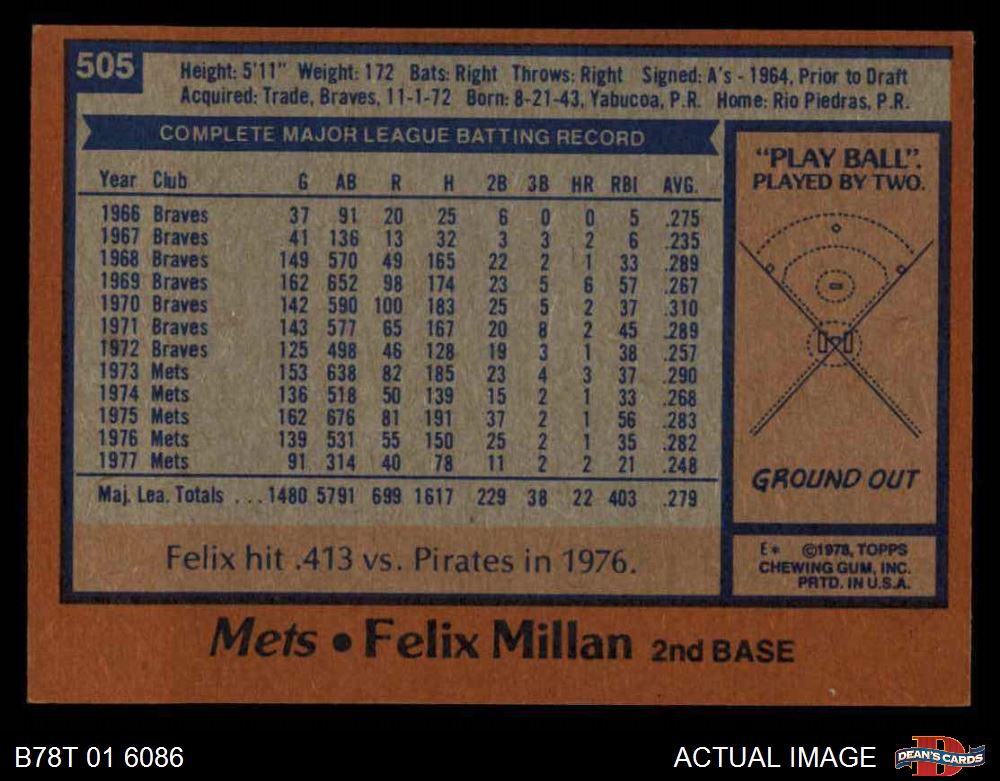 505
Height: 5'11" Weight: 172 Bats: Right Throws: Right Signed: A's - 1964, Prior to Draft
Acquired: Trade, Braves, 11-1-72 Born: 8-21-43, Yabucoa, P.R. Home: Rio Piedras, P.R.
COMPLETE MAJOR LEAGUE BATTING RECORD
Year Club G AB R H 2B 3B HR RBI AVG.
1966 Braves 37 91 20 25 6 0 0 5 .275
1967 Braves 41 136 13 32 3 3 2 6 .235
1968 Braves 149 570 49 165 22 2 1 33 .289
1969 Braves 162 652 98 174 23 5 6 57 .267
1970 Braves 142 590 100 183 25 5 2 37 .310
1971 Braves 143 577 65 167 20 8 2 45 .289
1972 Braves 125 498 46 128 19 3 1 38 .257
1973 Mets 153 638 82 185 23 4 3 37 .290
1974 Mets 136 518 50 139 15 2 1 33 .268
1975 Mets 162 676 81 191 37 2 1 56 .283
1976 Mets 139 531 55 150 25 2 1 35 .282
1977 Mets 91 314 40 78 11 2 2 21 .248
Maj. Lea. Totals ... 1480 5791 699 1617 229 38 22 403 .279
Felix hit .413 vs. Pirates in 1976.
"PLAY BALL".
PLAYED BY TWO.
GROUND OUT
E* ©1978, TOPPS
CHEWING GUM, INC.
PRTD. IN U.S.A.
Mets • Felix Millan 2nd BASE
B78T 01 6086
ACTUAL IMAGE
D
DEAN'S CARDS